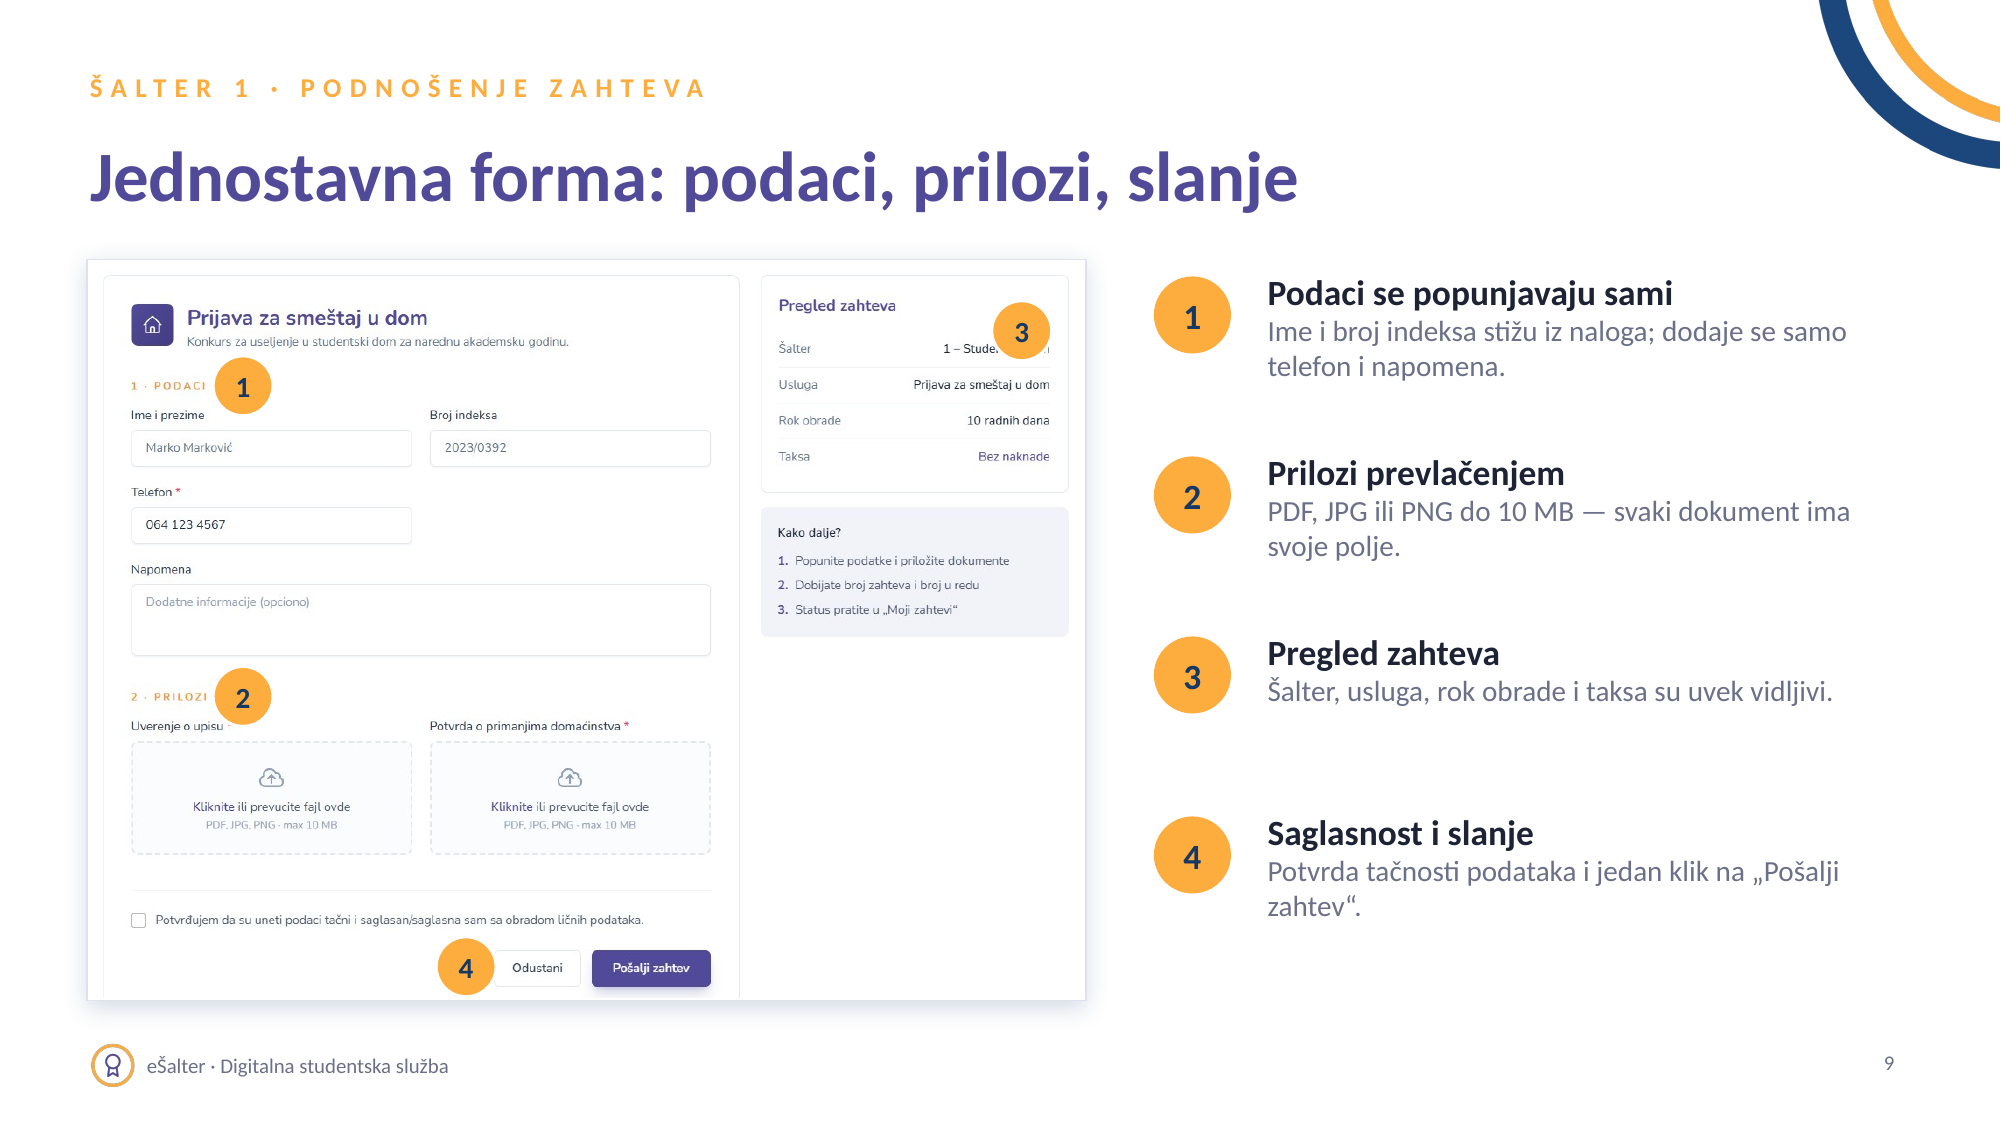 ŠALTER 1 · PODNOŠENJE ZAHTEVA
Jednostavna forma: podaci, prilozi, slanje
Prijava za smeštaj u dom
Konkurs za useljenje u studentski dom za narednu akademsku godinu.
1 · PODACI
1
Ime i prezime
Broj indeksa
Marko Marković
2023/0392
Telefon *
064 123 4567
Napomena
Dodatne informacije (opciono)
2 · PRILOZI
2
Uverenje o upisu
Potvrda o primanjima domaćinstva *
Kliknite ili prevucite fajl ovde
PDF, JPG, PNG · max 10 MB
Kliknite ili prevucite fajl ovde
PDF, JPG, PNG · max 10 MB
Potvrđujem da su uneti podaci tačni i saglasan/saglasna sam sa obradom ličnih podataka.
4
Odustani
Pošalji zahtev
Pregled zahteva
3
Šalter 1 –
Usluga Prijava za smeštaj u dom
Rok obrade 10 radnih dana
Taksa Bez naknade
Kako dalje?
1. Popunite podatke i priložite dokumente
2. Dobijate broj zahteva i broj u redu
3. Status pratite u „Moji zahtevi“
1
Podaci se popunjavaju sami
Ime i broj indeksa stižu iz naloga; dodaje se samo
telefon i napomena.
2
Prilozi prevlačenjem
PDF, JPG ili PNG do 10 MB — svaki dokument ima
svoje polje.
3
Pregled zahteva
Šalter, usluga, rok obrade i taksa su uvek vidljivi.
4
Saglasnost i slanje
Potvrda tačnosti podataka i jedan klik na „Pošalji
zahtev“.
eŠalter · Digitalna studentska služba
9